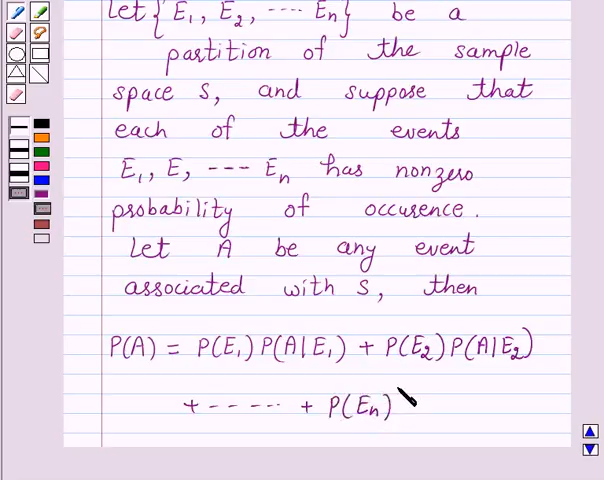 Let {E1, E2, ---- En} be a
partition of the sample
space S, and suppose that
each of the events
E1, E, --- En has nonzero
probability of occurence.
Let A be any event
associated with S, then
P(A) = P(E1) P(A|E1) + P(E2) P(A|E2)
+ ----- + P(En)